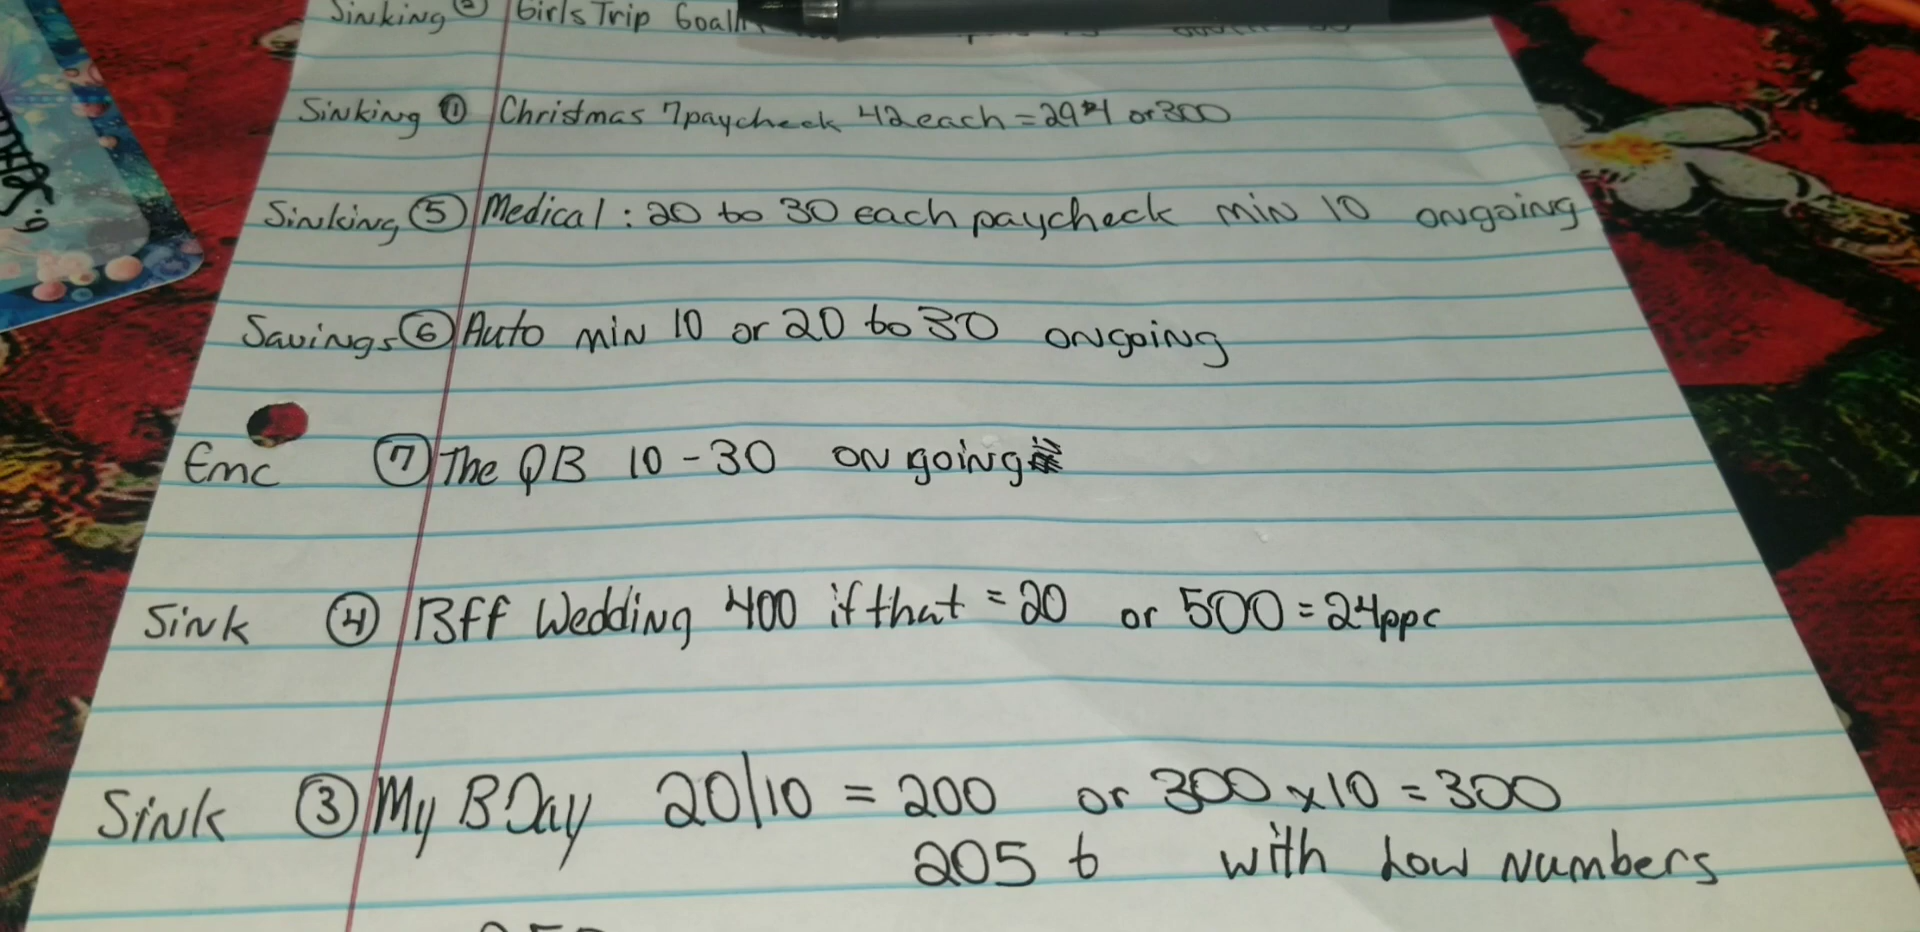 Sinking ② Girls Trip Goal
Sinking ① Christmas 7paycheck 42each = 294 or 300
Sinking ⑤ Medical : 20 to 30 each paycheck min 10 ongoing
Savings ⑥ Auto min 10 or 20 to 30 ongoing
Emc ⑦ The QB 10 - 30 ongoing
Sink ④ Bff Wedding 400 if that = 20 or 500 = 24ppc
Sink ③ My BDay 20/10 = 200 or 300 x 10 = 300
205 6 with Low Numbers